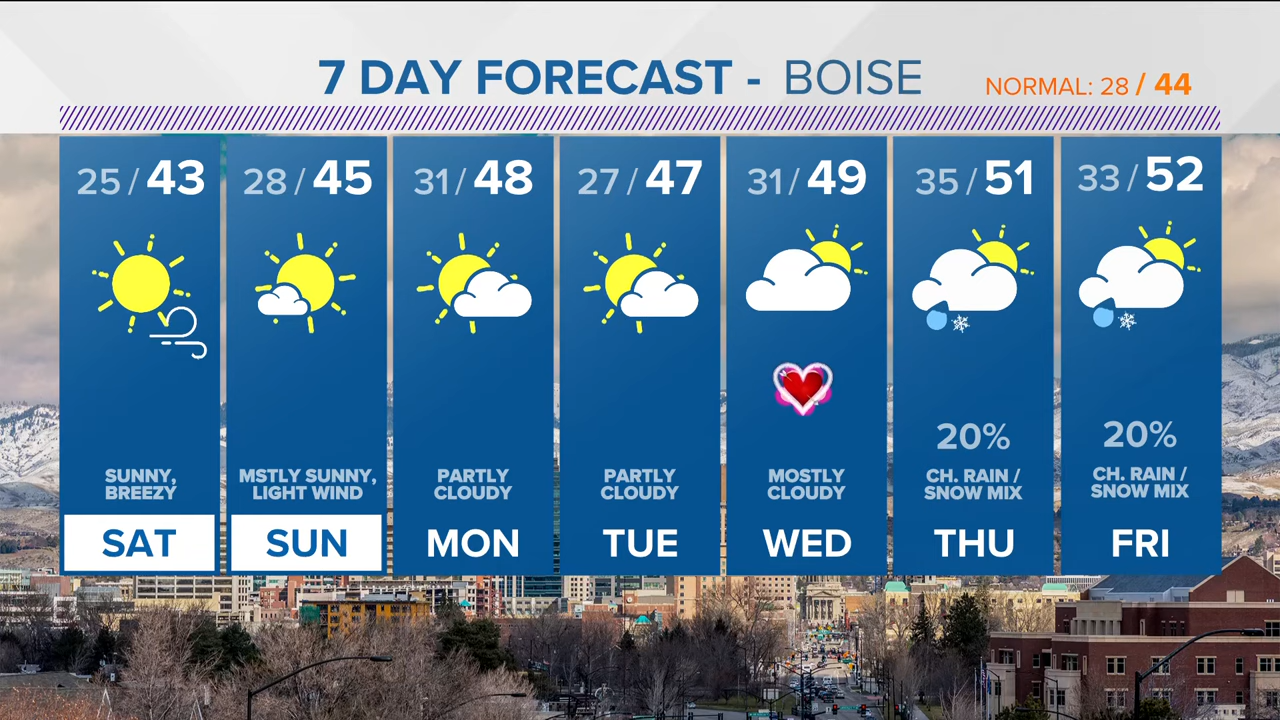 7 DAY FORECAST - BOISE
NORMAL: 28 / 44
25 / 43
SUNNY,
BREEZY
SAT
28 / 45
MSTLY SUNNY,
LIGHT WIND
SUN
31 / 48
PARTLY
CLOUDY
MON
27 / 47
PARTLY
CLOUDY
TUE
31 / 49
MOSTLY
CLOUDY
WED
35 / 51
20%
CH. RAIN /
SNOW MIX
THU
33 / 52
20%
CH. RAIN /
SNOW MIX
FRI